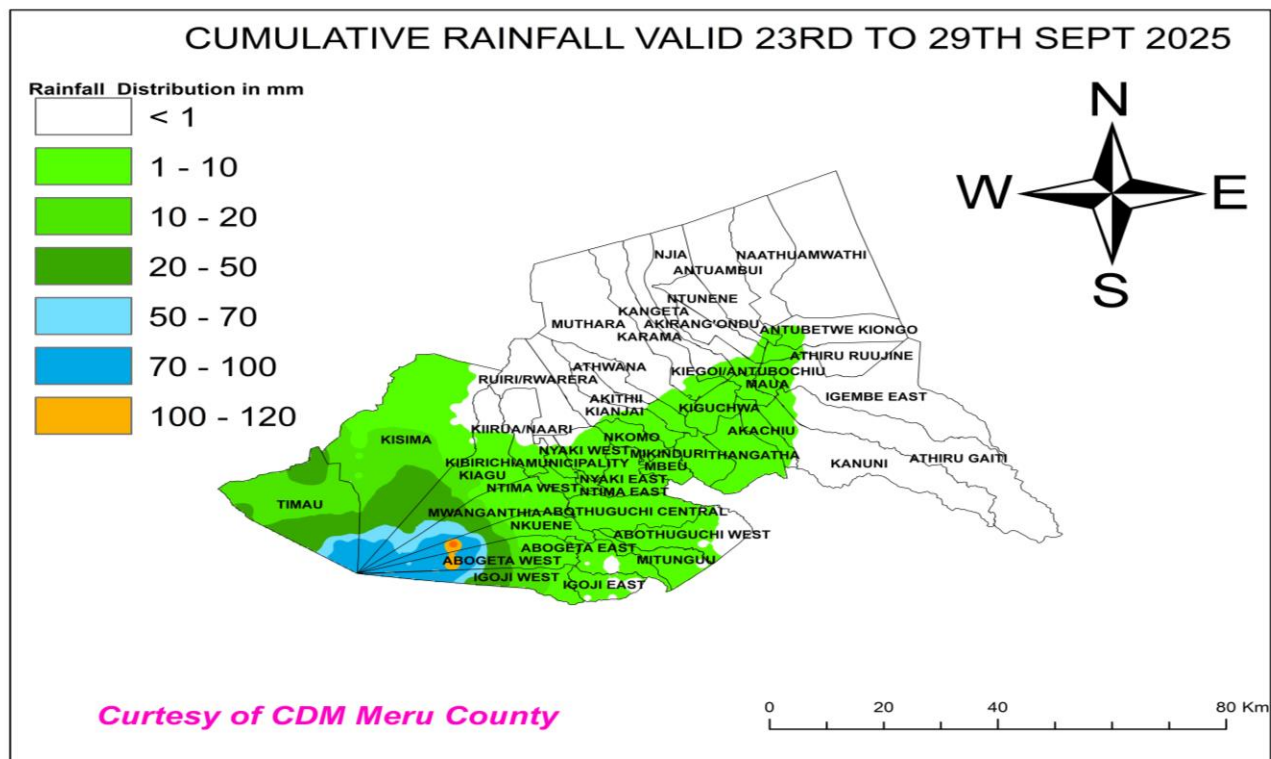 CUMULATIVE RAINFALL VALID 23RD TO 29TH SEPT 2025
Rainfall Distribution in mm
< 1
1 - 10
10 - 20
20 - 50
50 - 70
70 - 100
100 - 120
N
W
E
S
NJIA
NAATHUAMWATHI
ANTUAMBUI
NTUNENE
KANGETA
MUTHARA
AKIRANG'ONDU
ANTUBETWE KIONGO
KARAMA
ATHIRU RUUJINE
ATHWANA
KIEGOI/ANTUBOCHIU
RUIRI/RWARERA
MAUA
IGEMBE EAST
AKITHII
KIANJAI
KIGUCHWA
KIIRUA/NAARI
AKACHIU
KISIMA
NKOMO
NYAKI WEST
MIKINDURI
THANGATHA
KANUNI
ATHIRU GAITI
KIBIRICHIA
MUNICIPALITY
MBEU
KIAGU
NYAKI EAST
NTIMA WEST
NTIMA EAST
TIMAU
MWANGANTHIA
ABOTHUGUCHI CENTRAL
NKUENE
ABOTHUGUCHI WEST
ABOGETA EAST
ABOGETA WEST
MITUNGUU
IGOJI WEST
IGOJI EAST
Curtesy of CDM Meru County
0 20 40 60 80 Km